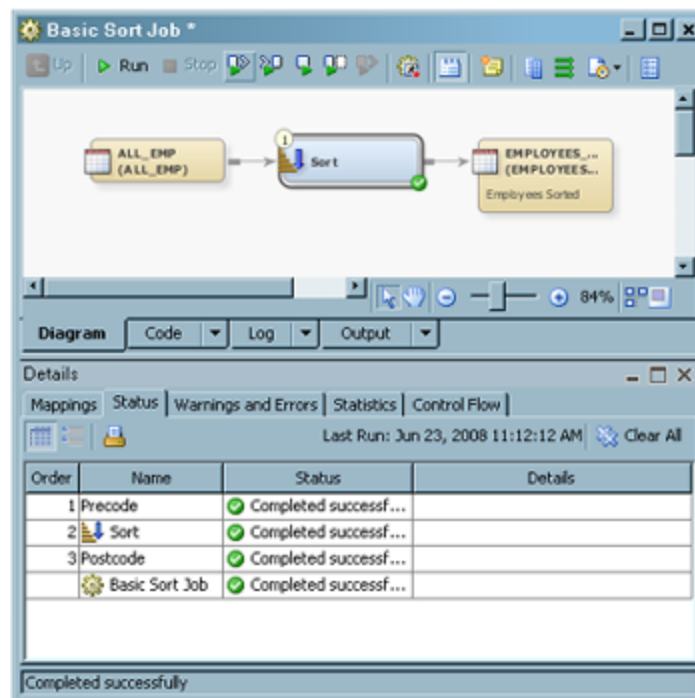 Basic Sort Job *
Up Run Stop
ALL_EMP
(ALL_EMP)
1
Sort
EMPLOYEES_...
(EMPLOYEES...
Employees Sorted
84%
Diagram Code Log Output
Details
Mappings Status Warnings and Errors Statistics Control Flow
Last Run: Jun 23, 2008 11:12:12 AM Clear All
Order Name Status Details
1 Precode Completed successf...
2 Sort Completed successf...
3 Postcode Completed successf...
Basic Sort Job Completed successf...
Completed successfully